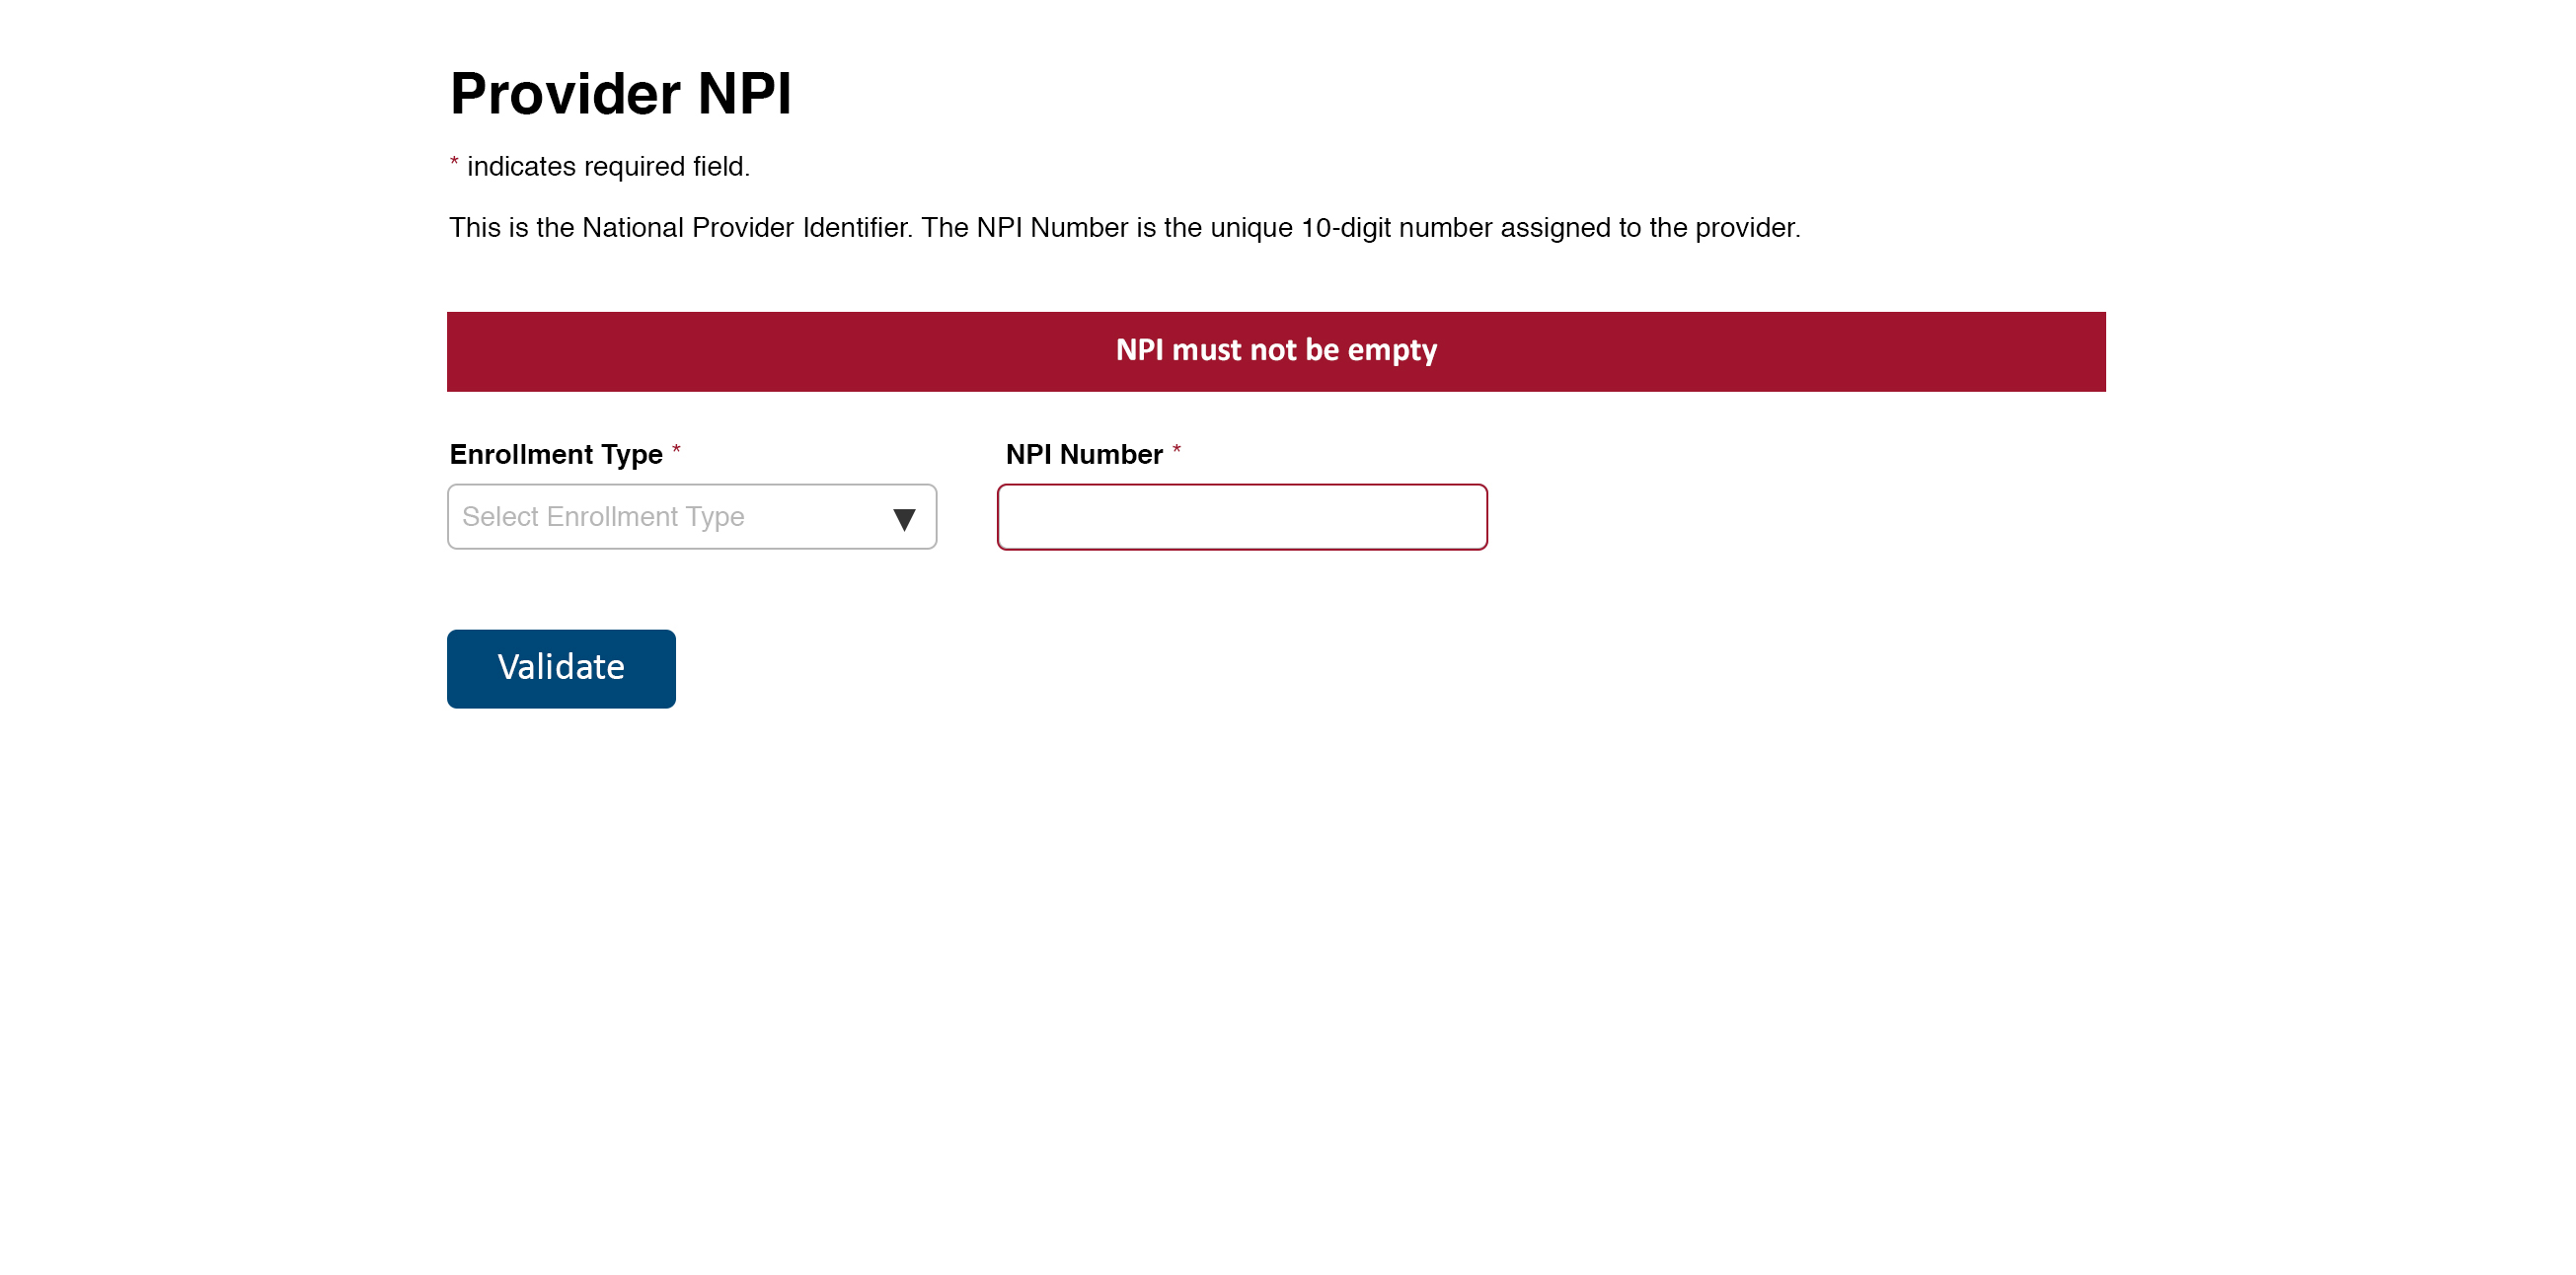 Provider NPI
* indicates required field.
This is the National Provider Identifier. The NPI Number is the unique 10-digit number assigned to the provider.
NPI must not be empty
Enrollment Type * NPI Number *
Select Enrollment Type ▼
Validate